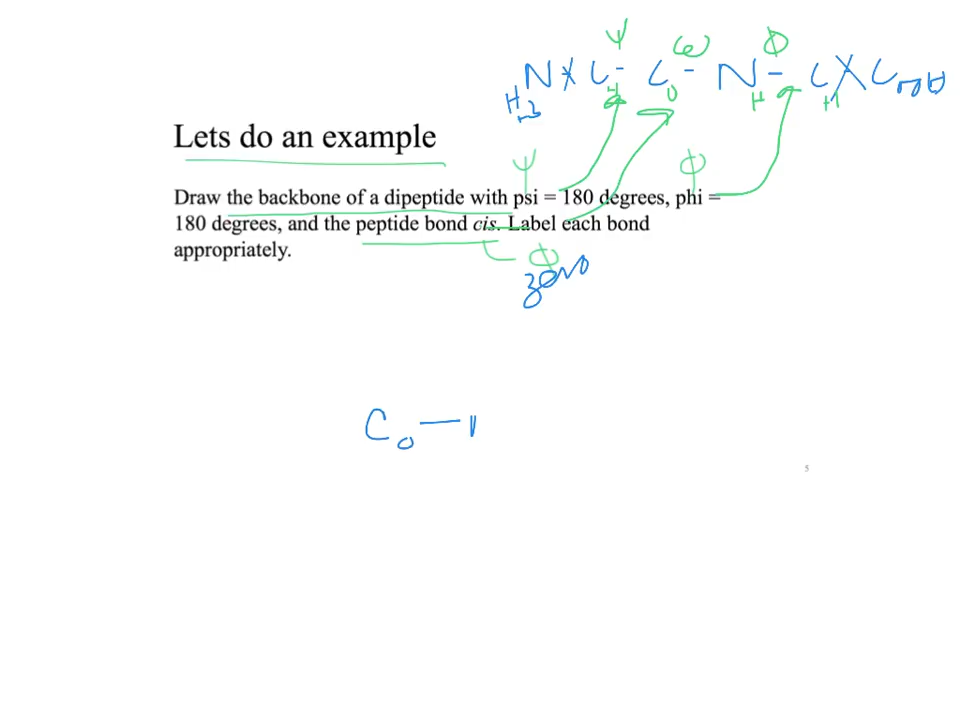 Ψ ω Φ
N C - C - N - C COOH
H3 H O H H
Lets do an example
Ψ Φ
Draw the backbone of a dipeptide with psi = 180 degrees, phi =
180 degrees, and the peptide bond cis. Label each bond
appropriately.
Φ
zero
C O — N
5